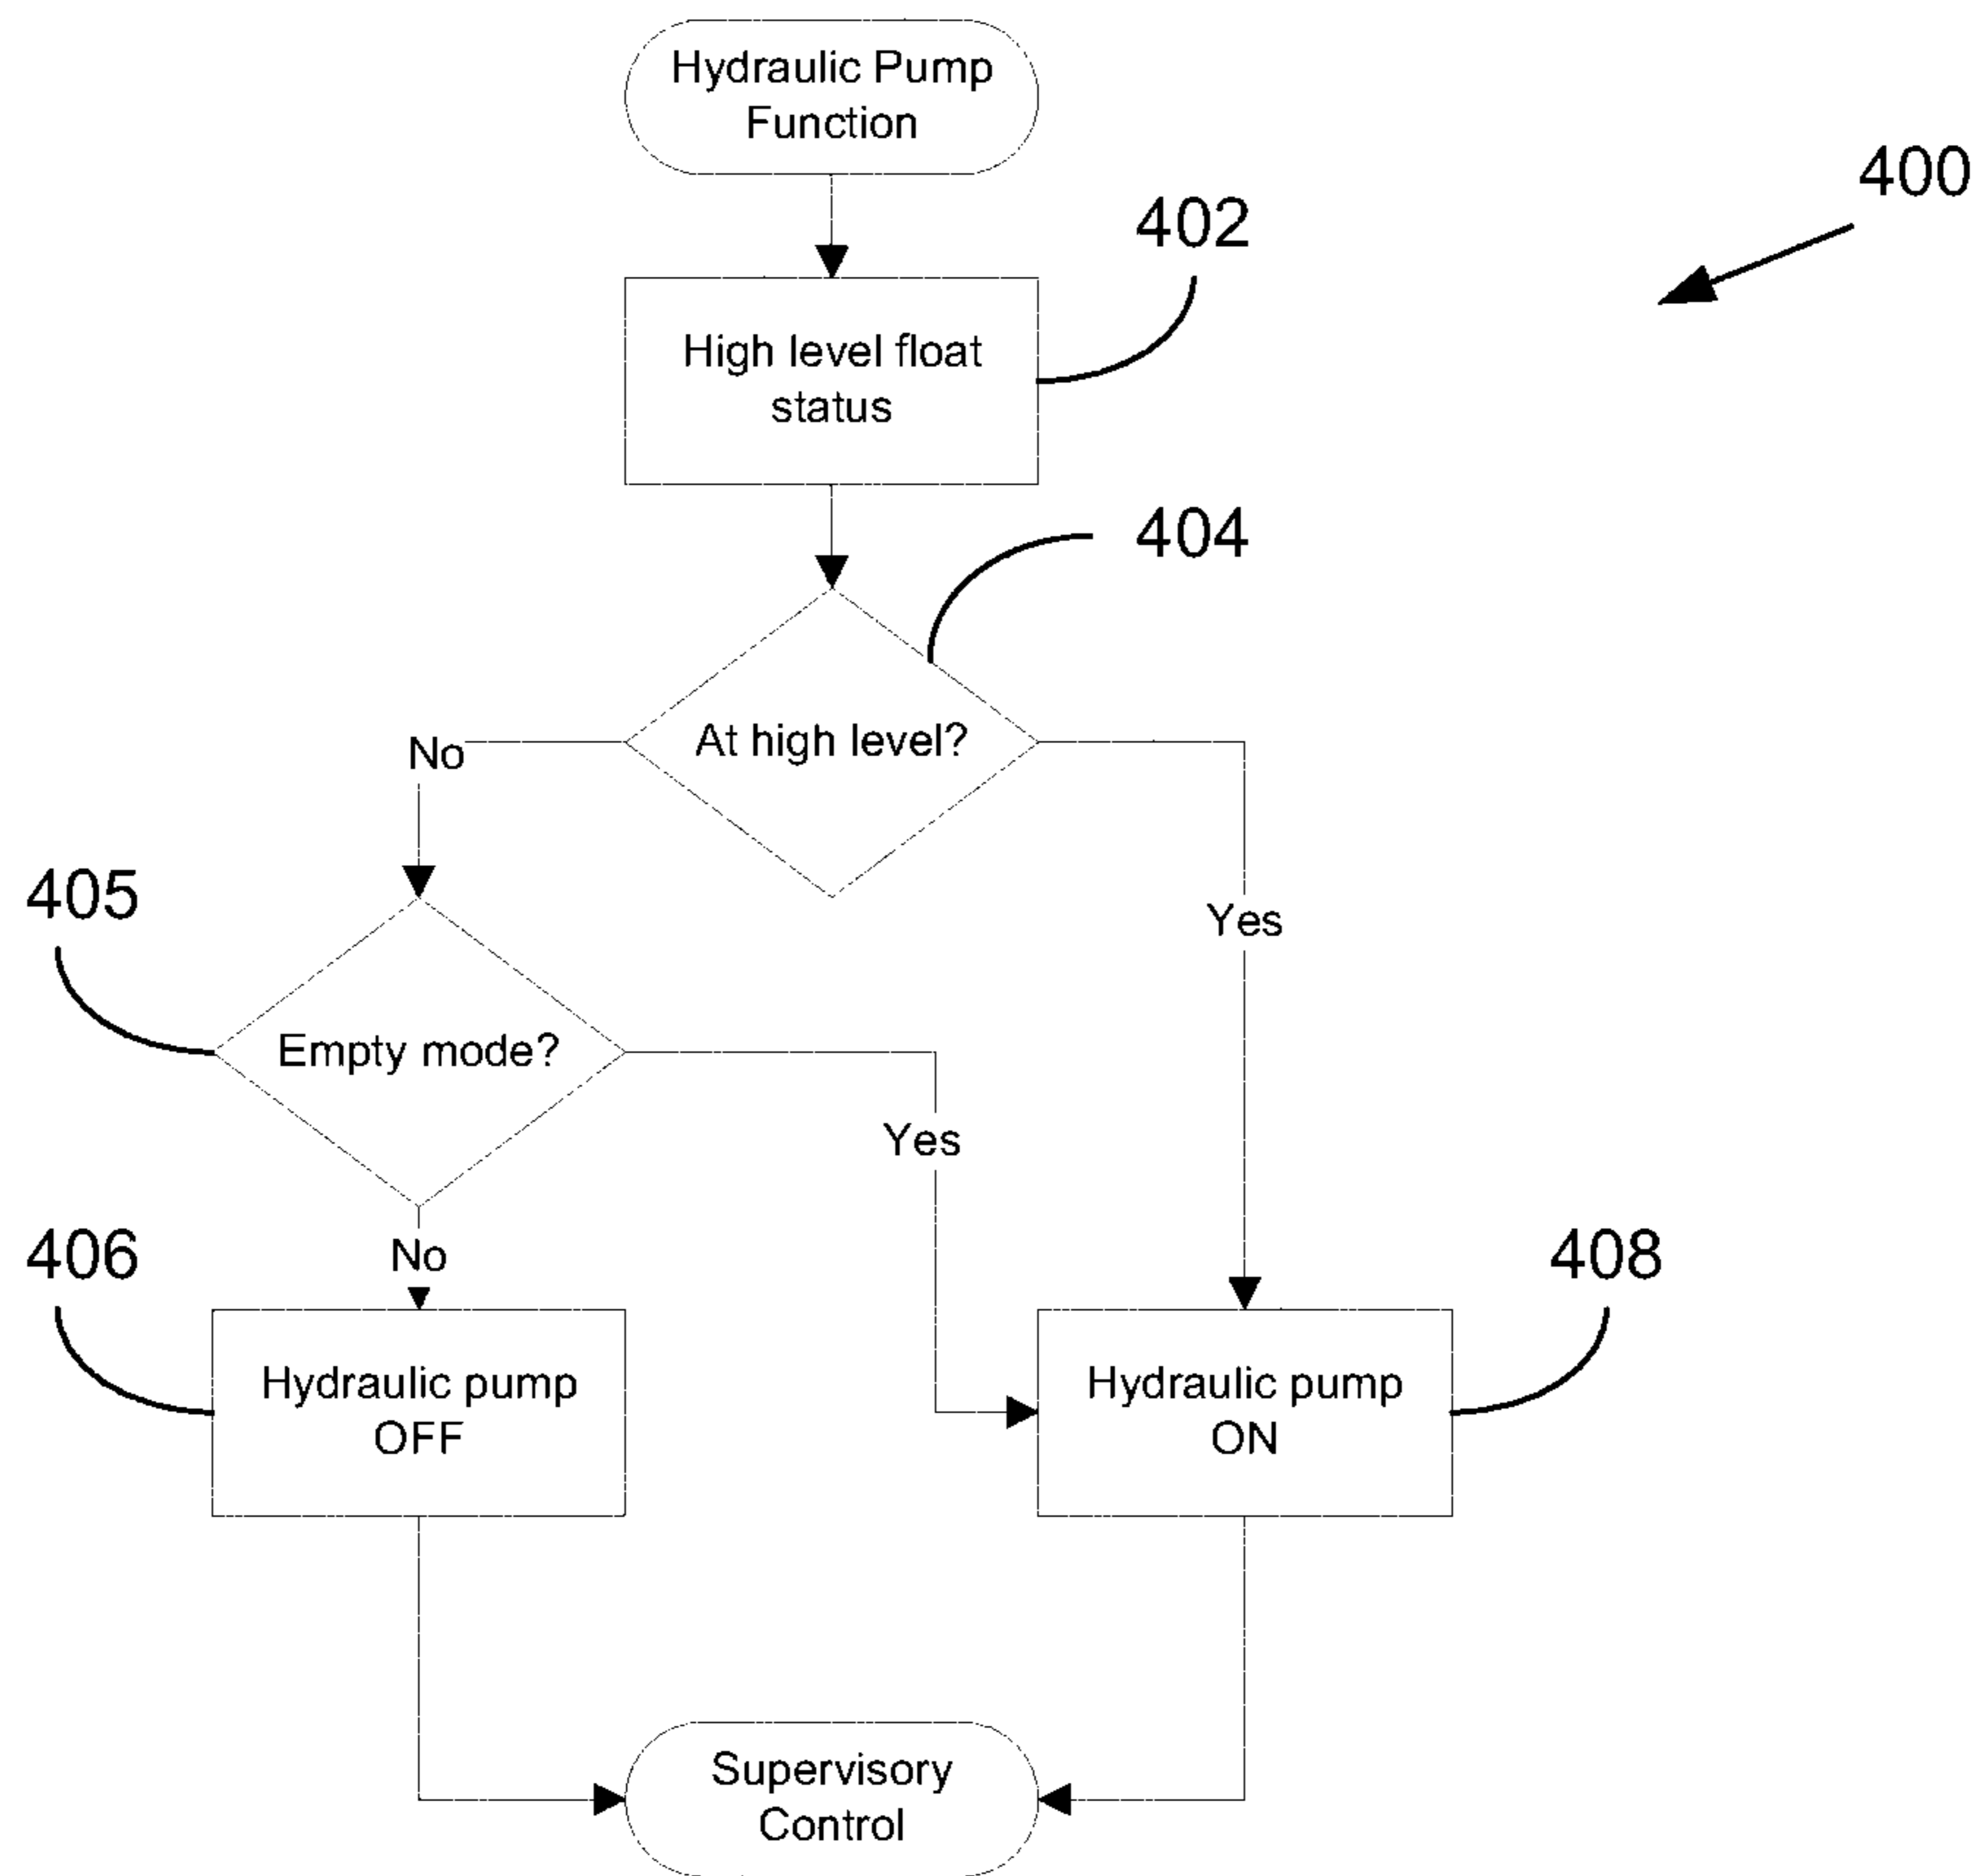 Hydraulic Pump
Function
400
402
High level float
status
404
At high level?
No
405
Yes
Empty mode?
Yes
406
No
408
Hydraulic pump
OFF
Hydraulic pump
ON
Supervisory
Control